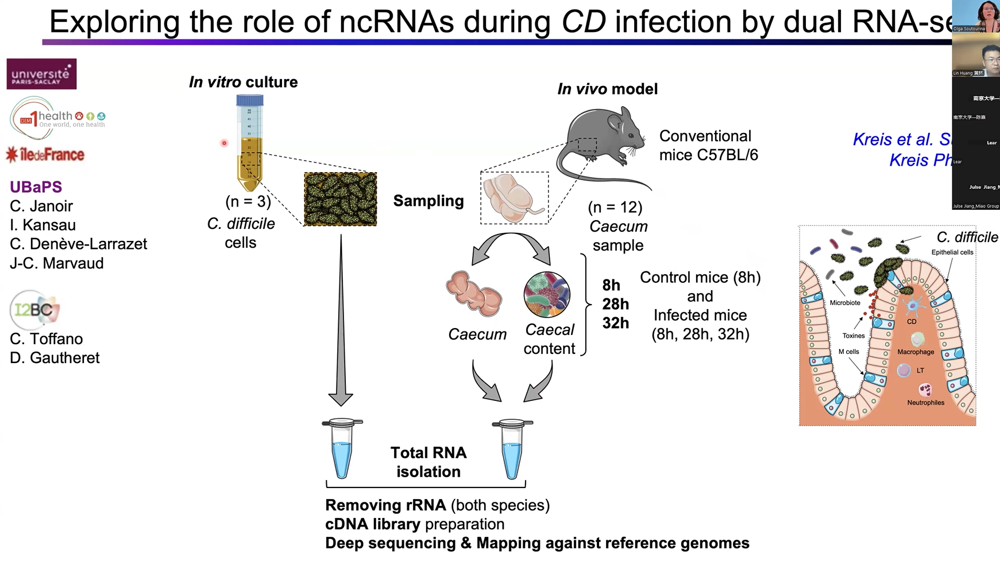 Exploring the role of ncRNAs during CD infection by dual RNA-se
Olga Soutourina
Lin Huang 黄林
南京大学—
南京大学—陈嘉
Lear
Lear
Julse Jiang_M
Julse Jiang_Miao Group
université
PARIS-SACLAY
DIM 1health
One world, one health
îledeFrance
UBaPS
C. Janoir
I. Kansau
C. Denève-Larrazet
J-C. Marvaud
I2BC
C. Toffano
D. Gautheret
In vitro culture
(n = 3)
C. difficile
cells
Sampling
In vivo model
Conventional
mice C57BL/6
(n = 12)
Caecum
sample
Caecum
Caecal
content
8h
28h
32h
Control mice (8h)
and
Infected mice
(8h, 28h, 32h)
Kreis et al. S
Kreis Ph
C. difficile
Epithelial cells
Microbiote
Toxines
M cells
CD
Macrophage
LT
Neutrophiles
Total RNA
isolation
Removing rRNA (both species)
cDNA library preparation
Deep sequencing & Mapping against reference genomes